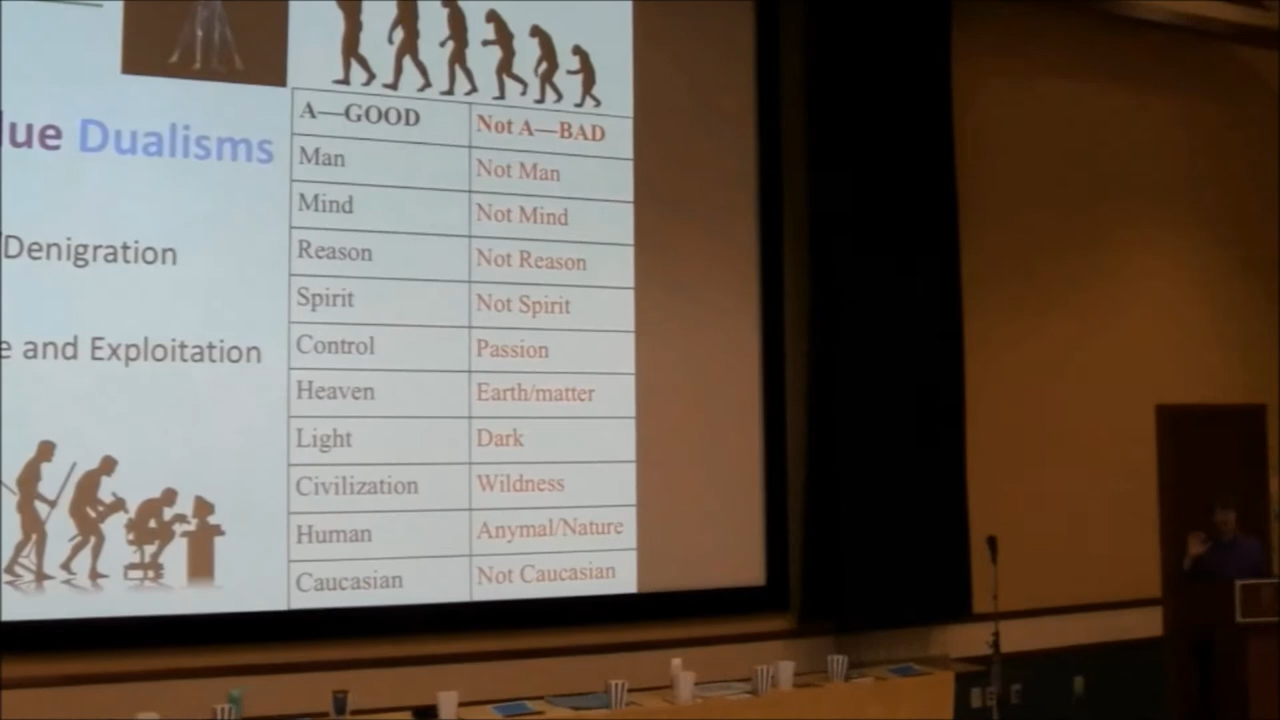 Dualisms
Denigration
and Exploitation
A—GOOD Not A—BAD
Man Not Man
Mind Not Mind
Reason Not Reason
Spirit Not Spirit
Control Passion
Heaven Earth/matter
Light Dark
Civilization Wildness
Human Anymal/Nature
Caucasian Not Caucasian